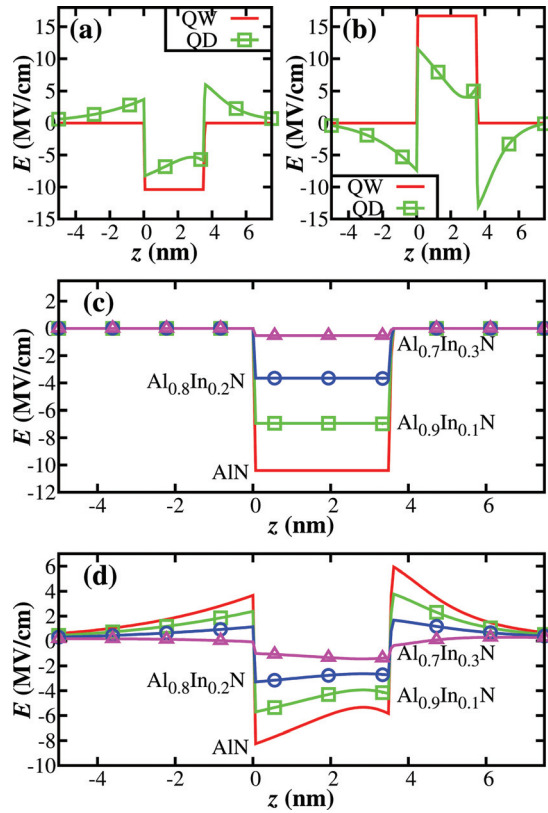 (a)
QW
QD
15
10
5
0
-5
-10
-15
E (MV/cm)
-4 -2 0 2 4 6
z (nm)
(b)
QW
QD
15
10
5
0
-5
-10
-15
E (MV/cm)
-4 -2 0 2 4 6
z (nm)
(c)
2
0
-2
-4
-6
-8
-10
-12
E (MV/cm)
Al0.7In0.3N
Al0.8In0.2N
Al0.9In0.1N
AlN
-4 -2 0 2 4 6
z (nm)
(d)
6
4
2
0
-2
-4
-6
-8
-10
E (MV/cm)
Al0.7In0.3N
Al0.8In0.2N
Al0.9In0.1N
AlN
-4 -2 0 2 4 6
z (nm)